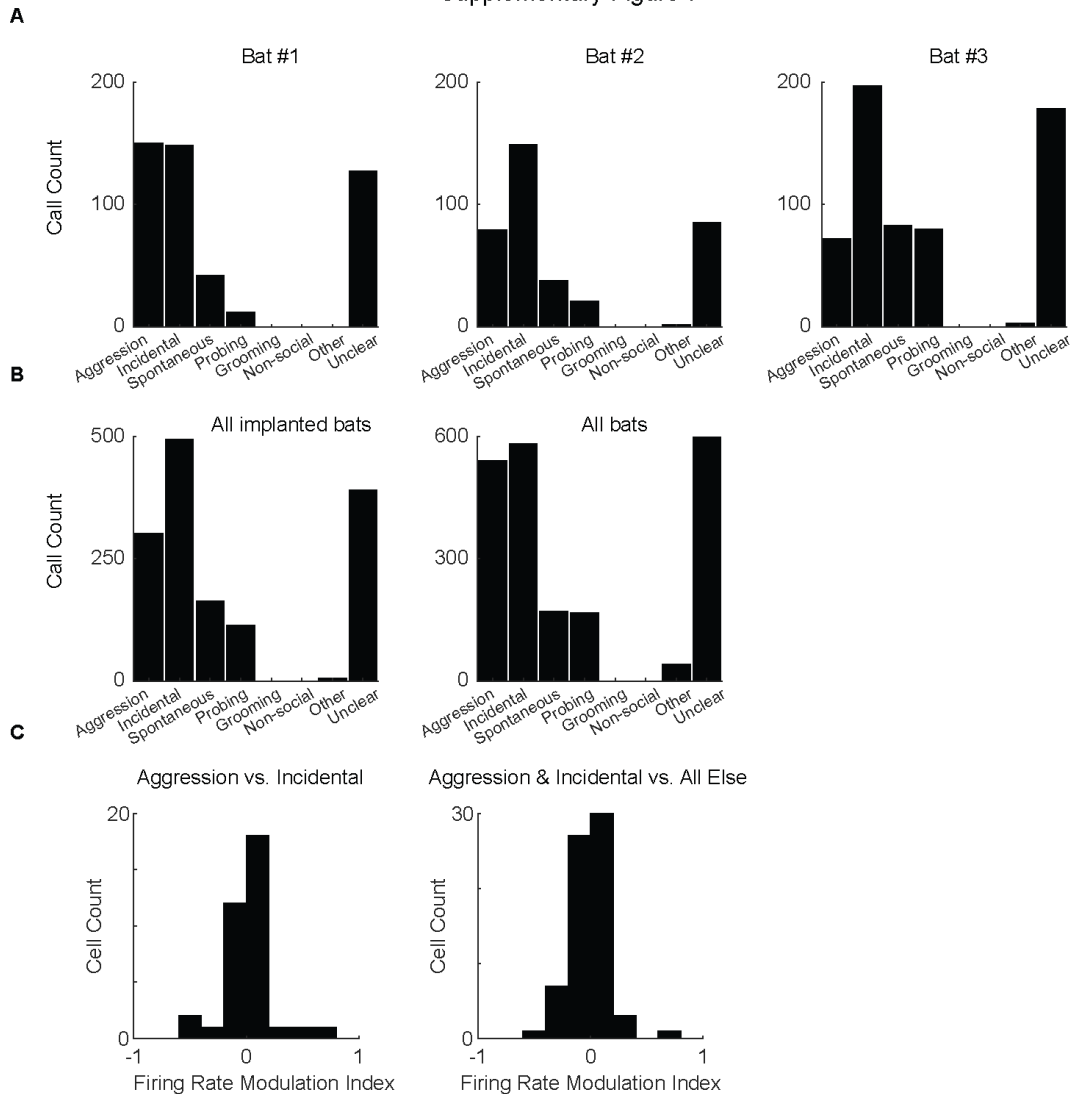 A
Bat #1
Bat #2
Bat #3
200
100
0
Call Count
Aggression
Incidental
Spontaneous
Probing
Grooming
Non-social
Other
Unclear
200
100
0
Aggression
Incidental
Spontaneous
Probing
Grooming
Non-social
Other
Unclear
200
100
0
Aggression
Incidental
Spontaneous
Probing
Grooming
Non-social
Other
Unclear
B
All implanted bats
All bats
500
250
0
Call Count
Aggression
Incidental
Spontaneous
Probing
Grooming
Non-social
Other
Unclear
600
300
0
Aggression
Incidental
Spontaneous
Probing
Grooming
Non-social
Other
Unclear
C
Aggression vs. Incidental
Aggression & Incidental vs. All Else
20
0
Cell Count
-1 0 1
Firing Rate Modulation Index
30
0
Cell Count
-1 0 1
Firing Rate Modulation Index